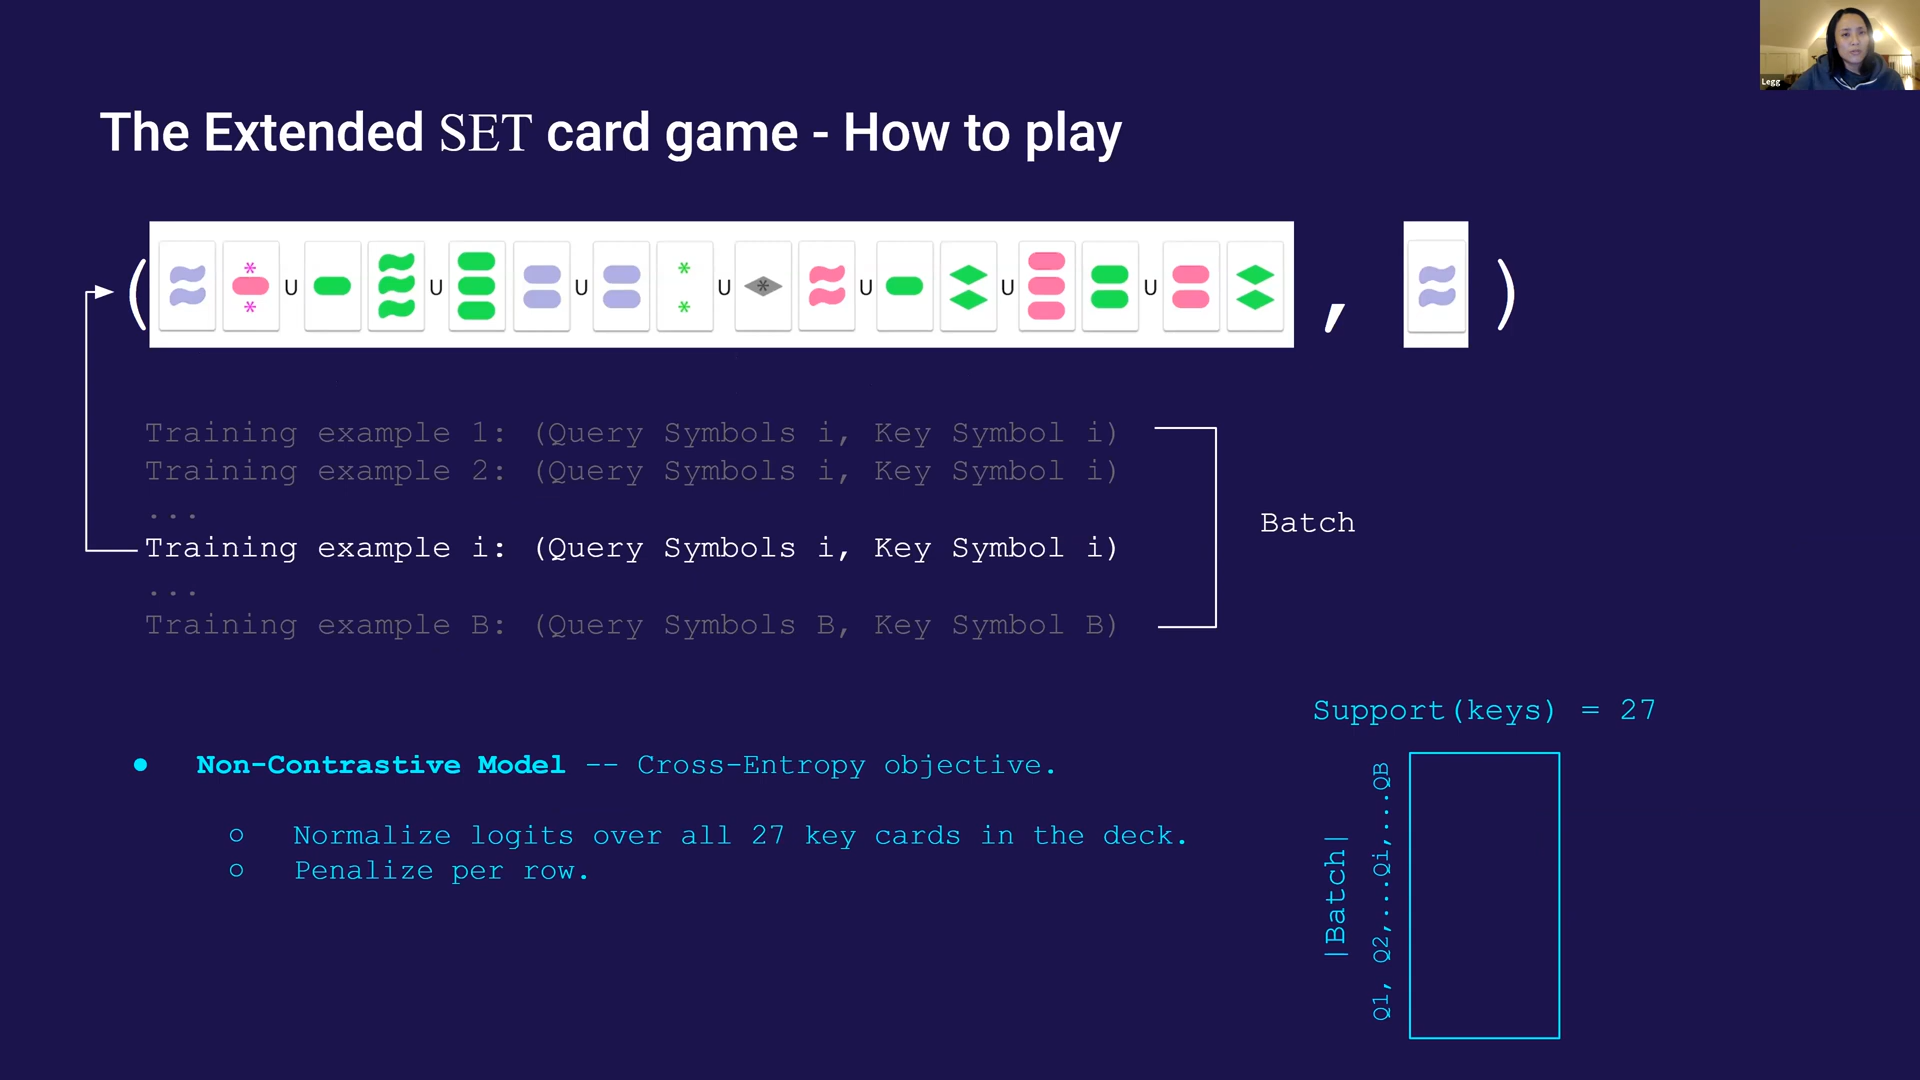 Legg
The Extended SET card game - How to play
( * * U U U * * U * U U U , )
Training example 1: (Query Symbols i, Key Symbol i)
Training example 2: (Query Symbols i, Key Symbol i)
...
Training example i: (Query Symbols i, Key Symbol i)
...
Training example B: (Query Symbols B, Key Symbol B)
Batch
Support(keys) = 27
● Non-Contrastive Model -- Cross-Entropy objective.
○ Normalize logits over all 27 key cards in the deck.
○ Penalize per row.
|Batch|
Q1, Q2,...Qi,...QB